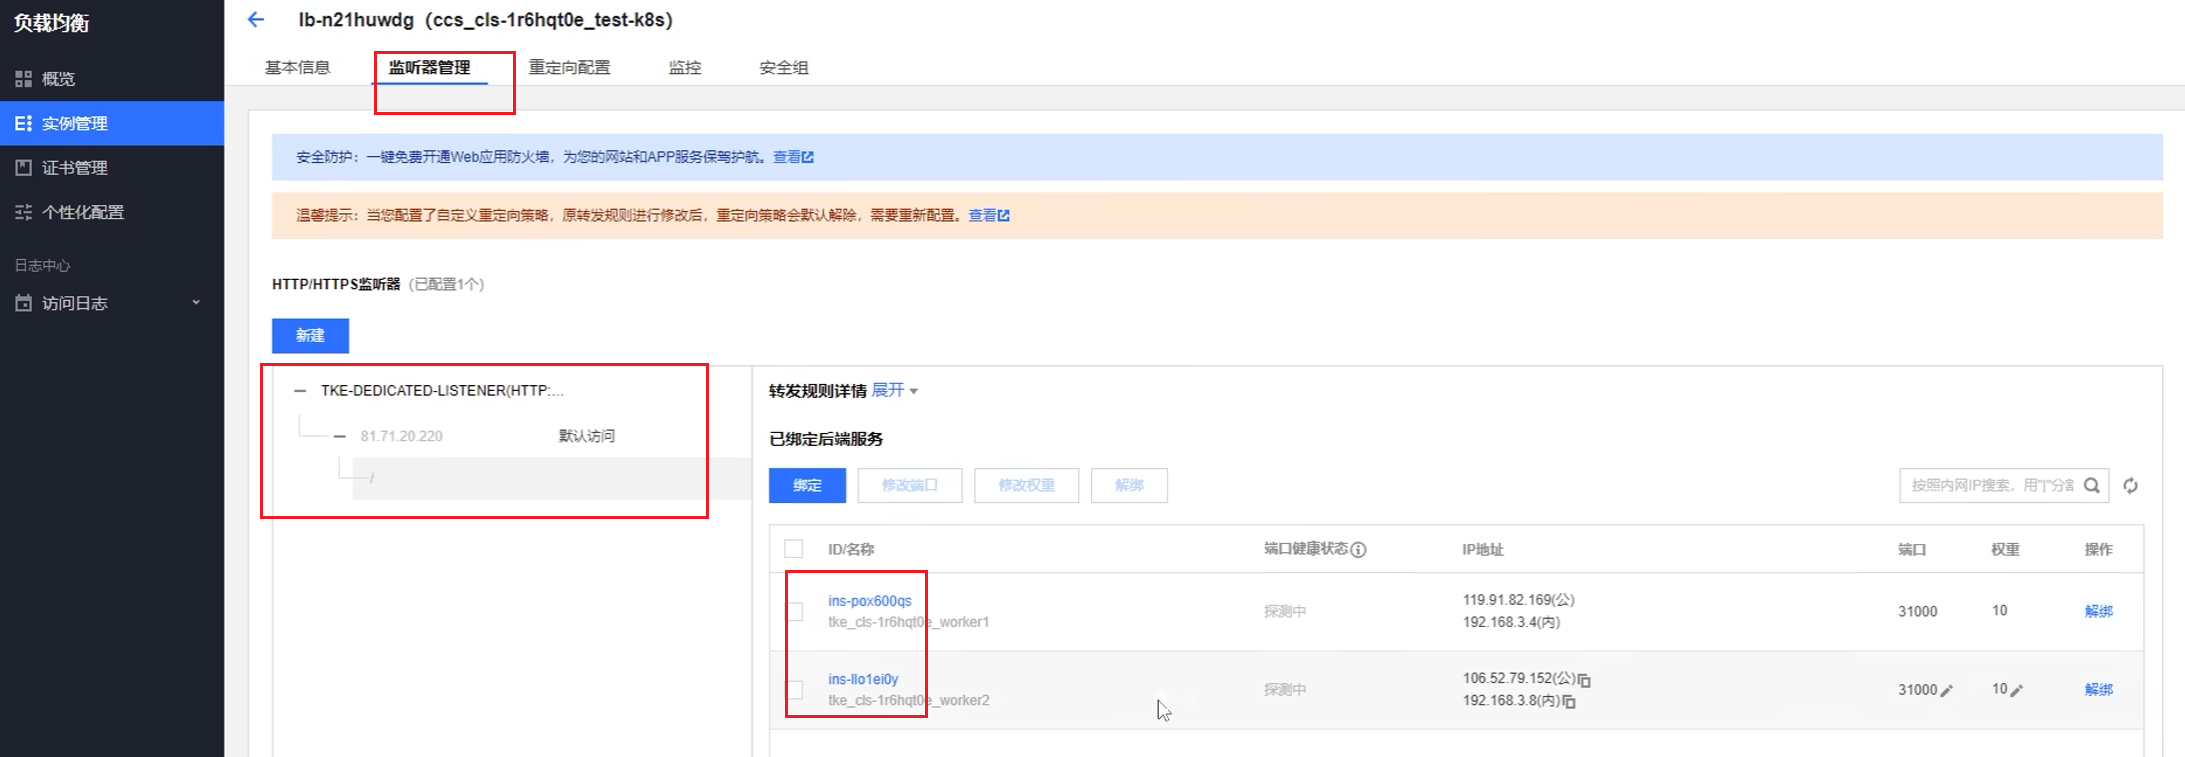 负载均衡
概览
实例管理
证书管理
个性化配置
日志中心
访问日志
lb-n21huwdg（ccs_cls-1r6hqt0e_test-k8s）
基本信息 监听器管理 重定向配置 监控 安全组
安全防护：一键免费开通Web应用防火墙，为您的网站和APP服务保驾护航。查看
温馨提示：当您配置了自定义重定向策略，原转发规则进行修改后，重定向策略会默认解除，需要重新配置。查看
HTTP/HTTPS监听器 (已配置1个)
新建
TKE-DEDICATED-LISTENER(HTTP:...
81.71.20.220 默认访问
/
转发规则详情 展开
已绑定后端服务
绑定 修改端口 修改权重 解绑 按照内网IP搜索，用"|"分割
ID/名称 端口健康状态 IP地址 端口 权重 操作
ins-pox600qs
tke_cls-1r6hqt0e_worker1
探测中
119.91.82.169(公)
192.168.3.4(内)
31000 10 解绑
ins-llo1ei0y
tke_cls-1r6hqt0e_worker2
探测中
106.52.79.152(公)
192.168.3.8(内)
31000 10 解绑